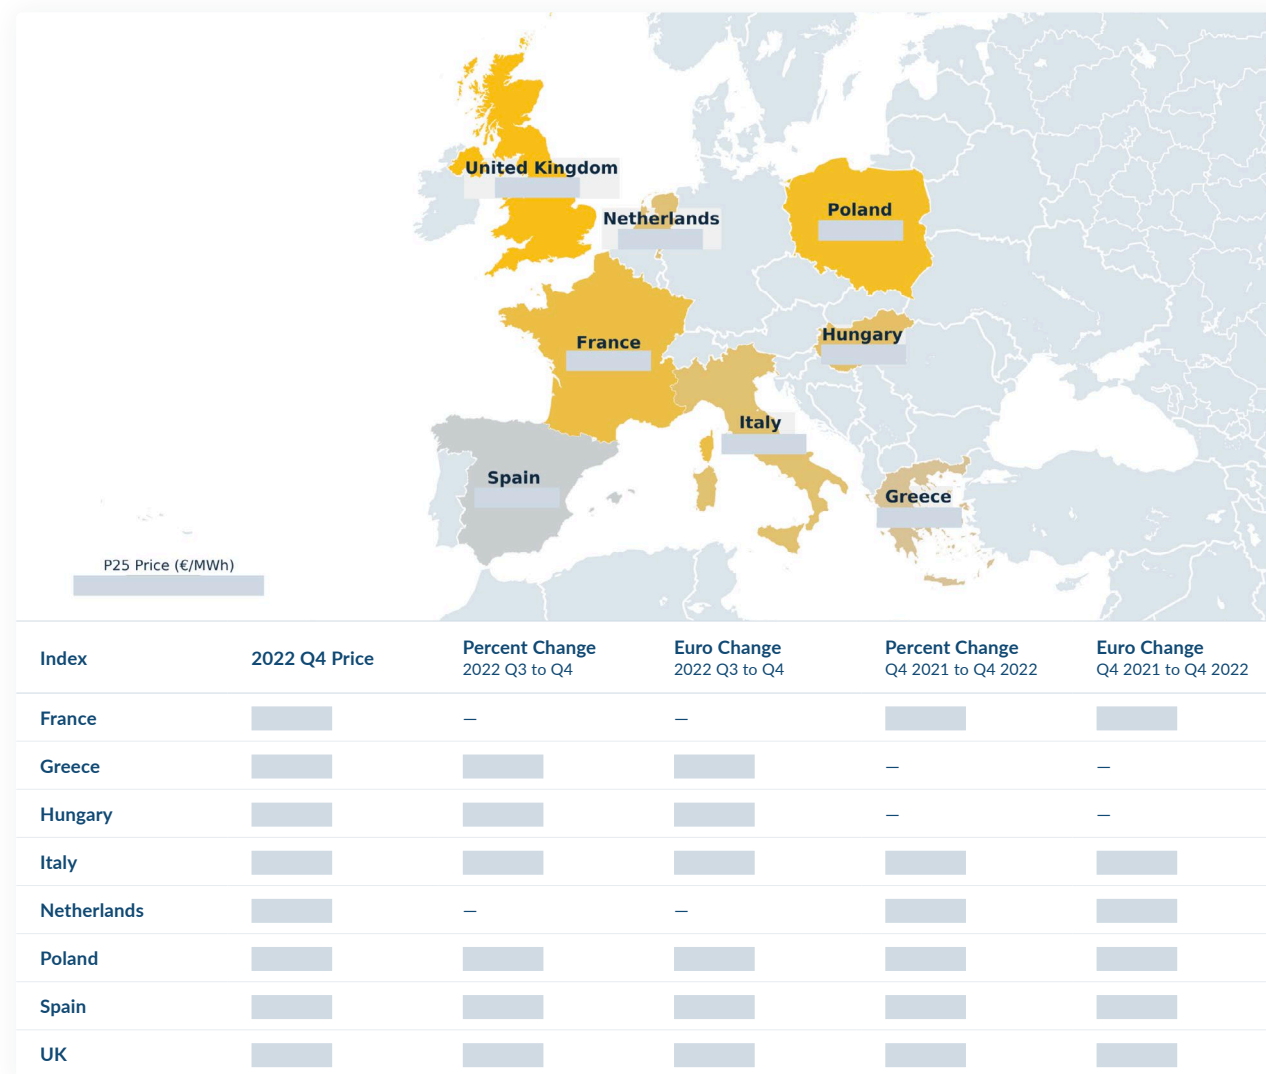 United Kingdom
Netherlands
Poland
France
Hungary
Italy
Spain
Greece
P25 Price (€/MWh)
Index 2022 Q4 Price Percent Change 2022 Q3 to Q4 Euro Change 2022 Q3 to Q4 Percent Change Q4 2021 to Q4 2022 Euro Change Q4 2021 to Q4 2022
France — —
Greece — —
Hungary — —
Italy
Netherlands — —
Poland
Spain
UK